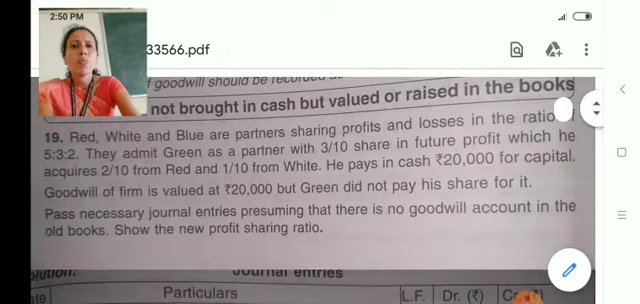 2:50 PM
33566.pdf
f goodwill should be recorded
not brought in cash but valued or raised in the books
19. Red, White and Blue are partners sharing profits and losses in the ratio
5:3:2. They admit Green as a partner with 3/10 share in future profit which he
acquires 2/10 from Red and 1/10 from White. He pays in cash ₹20,000 for capital.
Goodwill of firm is valued at ₹20,000 but Green did not pay his share for it.
Pass necessary journal entries presuming that there is no goodwill account in the
old books. Show the new profit sharing ratio.
olution. Journal entries
ate Particulars L.F. Dr. (₹)